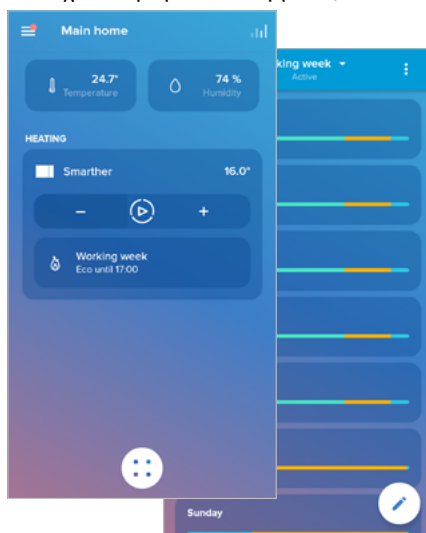 Main home
24.7°
Temperature
74 %
Humidity
HEATING
Smarther
16.0°
Working week
Eco until 17:00
week
Active
Sunday